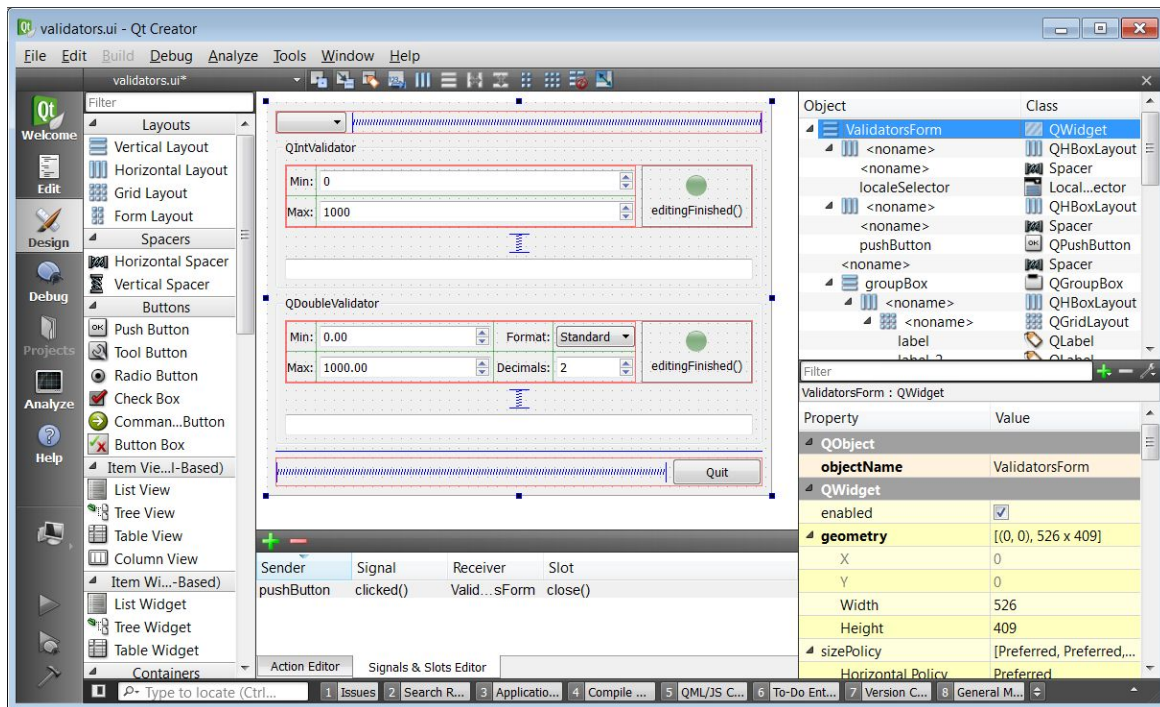 validators.ui - Qt Creator
File Edit Build Debug Analyze Tools Window Help
validators.ui*
Welcome
Edit
Design
Debug
Projects
Analyze
Help
Filter
Layouts
Vertical Layout
Horizontal Layout
Grid Layout
Form Layout
Spacers
Horizontal Spacer
Vertical Spacer
Buttons
Push Button
Tool Button
Radio Button
Check Box
Comman...Button
Button Box
Item Vie...l-Based)
List View
Tree View
Table View
Column View
Item Wi...-Based)
List Widget
Tree Widget
Table Widget
Containers
QIntValidator
Min: 0
Max: 1000
editingFinished()
QDoubleValidator
Min: 0.00 Format: Standard
Max: 1000.00 Decimals: 2
editingFinished()
Quit
Sender Signal Receiver Slot
pushButton clicked() Valid...sForm close()
Action Editor Signals & Slots Editor
Object Class
ValidatorsForm QWidget
<noname> QHBoxLayout
<noname> Spacer
localeSelector Local...ector
<noname> QHBoxLayout
<noname> Spacer
pushButton QPushButton
<noname> Spacer
groupBox QGroupBox
<noname> QHBoxLayout
<noname> QGridLayout
label QLabel
label_2 QLabel
Filter
ValidatorsForm : QWidget
Property Value
QObject
objectName ValidatorsForm
QWidget
enabled
geometry [(0, 0), 526 x 409]
X 0
Y 0
Width 526
Height 409
sizePolicy [Preferred, Preferred,...
Horizontal Policy Preferred
Type to locate (Ctrl... 1 Issues 2 Search R... 3 Applicatio... 4 Compile ... 5 QML/JS C... 6 To-Do Ent... 7 Version C... 8 General M...